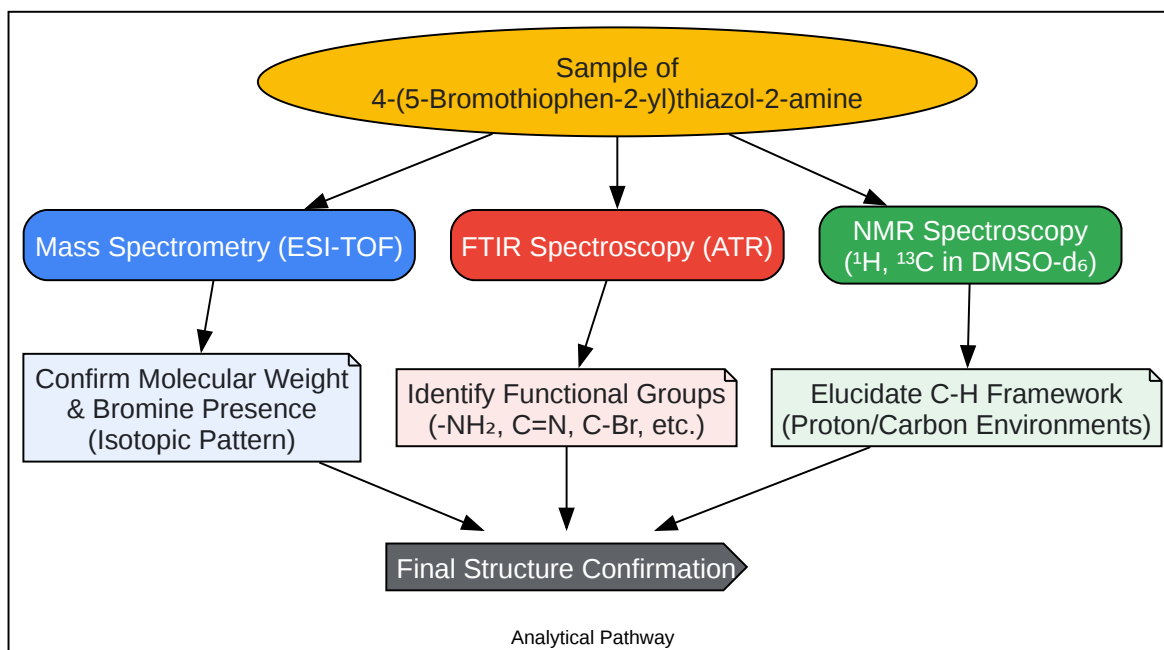 Sample of
4-(5-Bromothiophen-2-yl)thiazol-2-amine
Mass Spectrometry (ESI-TOF)
FTIR Spectroscopy (ATR)
NMR Spectroscopy
(¹H, ¹³C in DMSO-d₆)
Confirm Molecular Weight
& Bromine Presence
(Isotopic Pattern)
Identify Functional Groups
(-NH₂, C=N, C-Br, etc.)
Elucidate C-H Framework
(Proton/Carbon Environments)
Final Structure Confirmation
Analytical Pathway